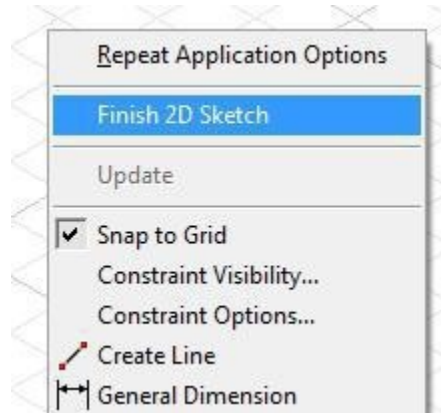 Repeat Application Options
Finish 2D Sketch
Update
Snap to Grid
Constraint Visibility...
Constraint Options...
Create Line
General Dimension